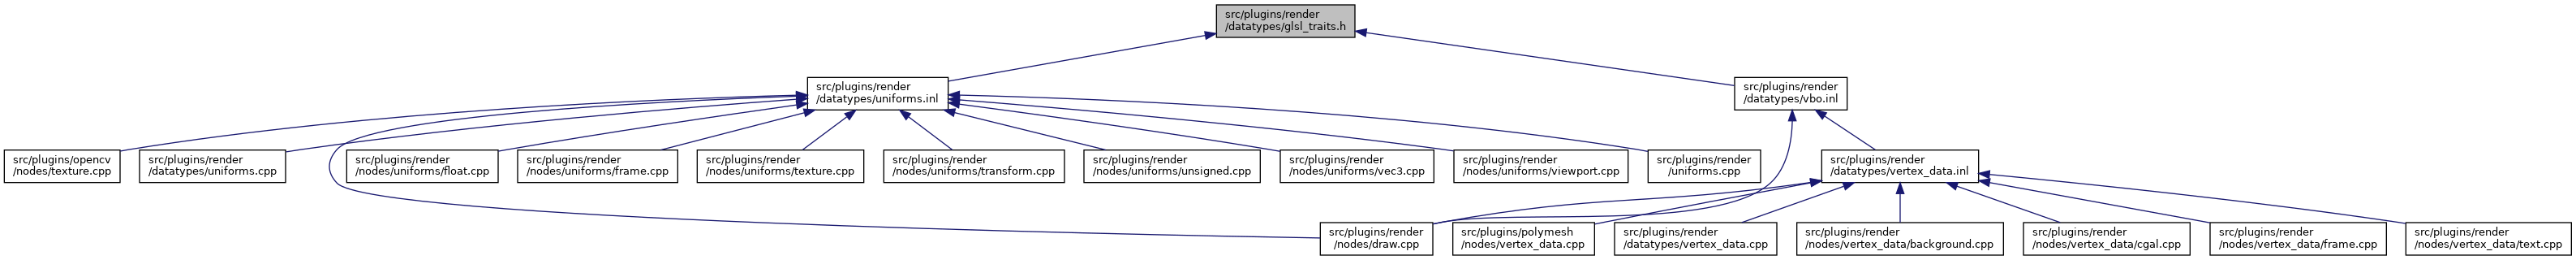 src/plugins/render
/datatypes/glsl_traits.h
src/plugins/render
/datatypes/uniforms.inl
src/plugins/render
/datatypes/vbo.inl
src/plugins/opencv
/nodes/texture.cpp
src/plugins/render
/datatypes/uniforms.cpp
src/plugins/render
/nodes/uniforms/float.cpp
src/plugins/render
/nodes/uniforms/frame.cpp
src/plugins/render
/nodes/uniforms/texture.cpp
src/plugins/render
/nodes/uniforms/transform.cpp
src/plugins/render
/nodes/uniforms/unsigned.cpp
src/plugins/render
/nodes/uniforms/vec3.cpp
src/plugins/render
/nodes/uniforms/viewport.cpp
src/plugins/render
/uniforms.cpp
src/plugins/render
/datatypes/vertex_data.inl
src/plugins/render
/nodes/draw.cpp
src/plugins/polymesh
/nodes/vertex_data.cpp
src/plugins/render
/datatypes/vertex_data.cpp
src/plugins/render
/nodes/vertex_data/background.cpp
src/plugins/render
/nodes/vertex_data/cgal.cpp
src/plugins/render
/nodes/vertex_data/frame.cpp
src/plugins/render
/nodes/vertex_data/text.cpp